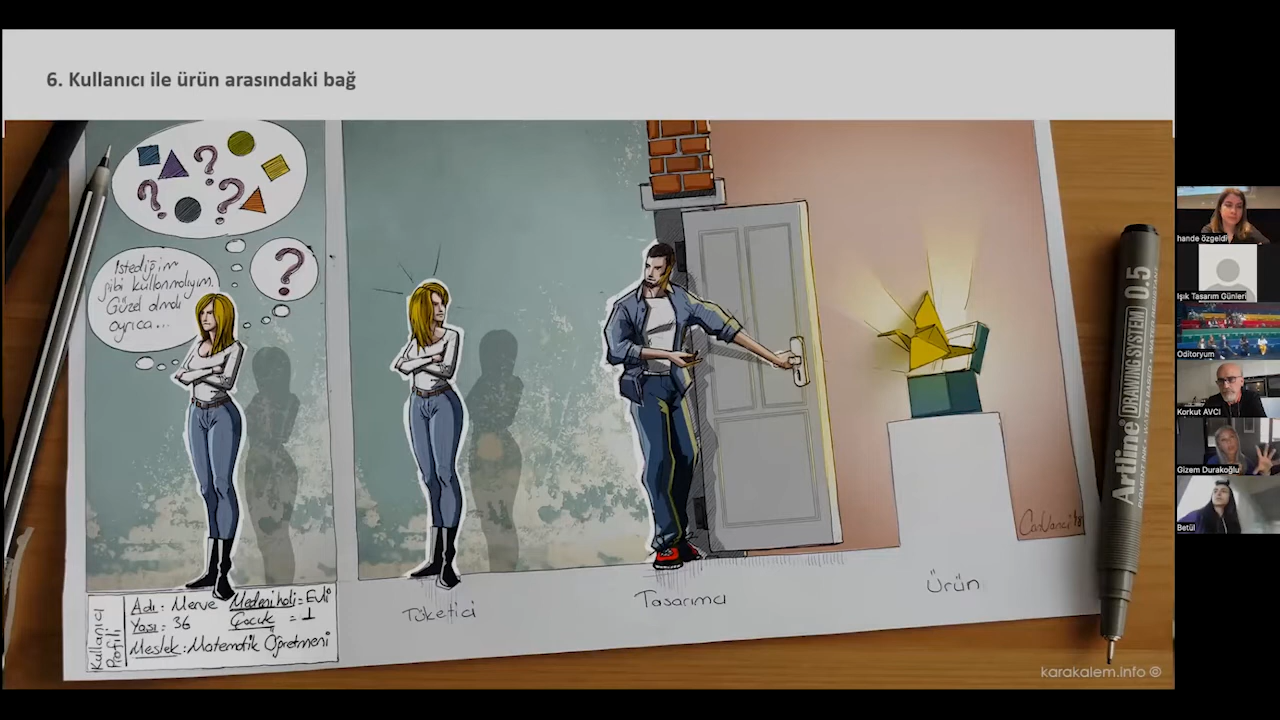 6. Kullanıcı ile ürün arasındaki bağ
İstediğim
gibi kullanmalıyım.
Güzel olmalı
ayrıca...
?
?
?
?
Kullanıcı
Profili
Adı: Merve Medeni hali = Evli
Yaşı: 36 Çocuk = 1
Meslek: Matematik Öğretmeni
Tüketici
Tasarımcı
Ürün
Artline DRAWING SYSTEM 0.5
karakalem.info ©
hande özgeldi
Işık Tasarım Günleri
Oditoryum
Korkut AVCI
Gizem Durakoğlu
Betül